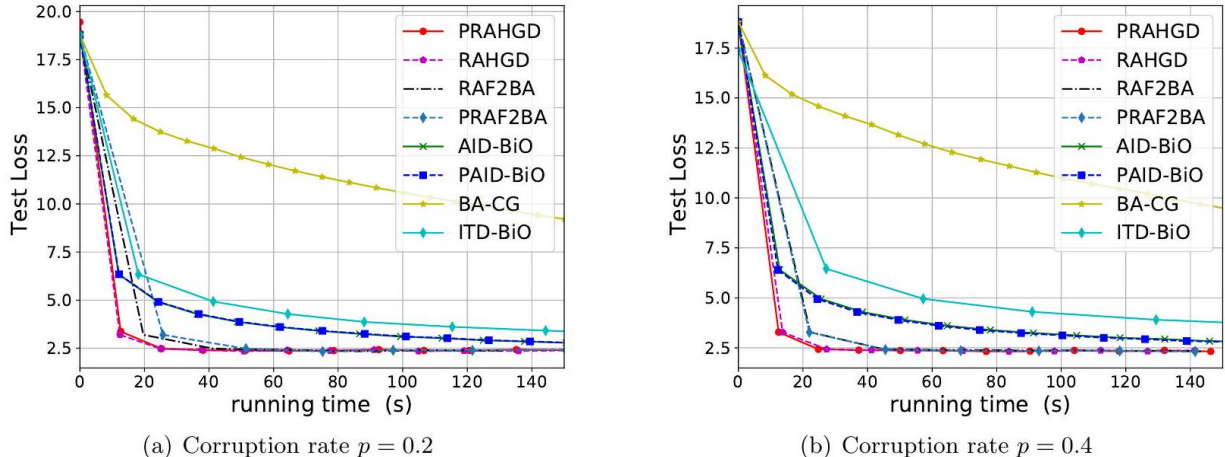 20.0
17.5
15.0
12.5
10.0
7.5
5.0
2.5
Test Loss
0 20 40 60 80 100 120 140
running time (s)
PRAHGD
RAHGD
RAF2BA
PRAF2BA
AID-BiO
PAID-BiO
BA-CG
ITD-BiO
(a) Corruption rate p = 0.2
17.5
15.0
12.5
10.0
7.5
5.0
2.5
Test Loss
0 20 40 60 80 100 120 140
running time (s)
PRAHGD
RAHGD
RAF2BA
PRAF2BA
AID-BiO
PAID-BiO
BA-CG
ITD-BiO
(b) Corruption rate p = 0.4